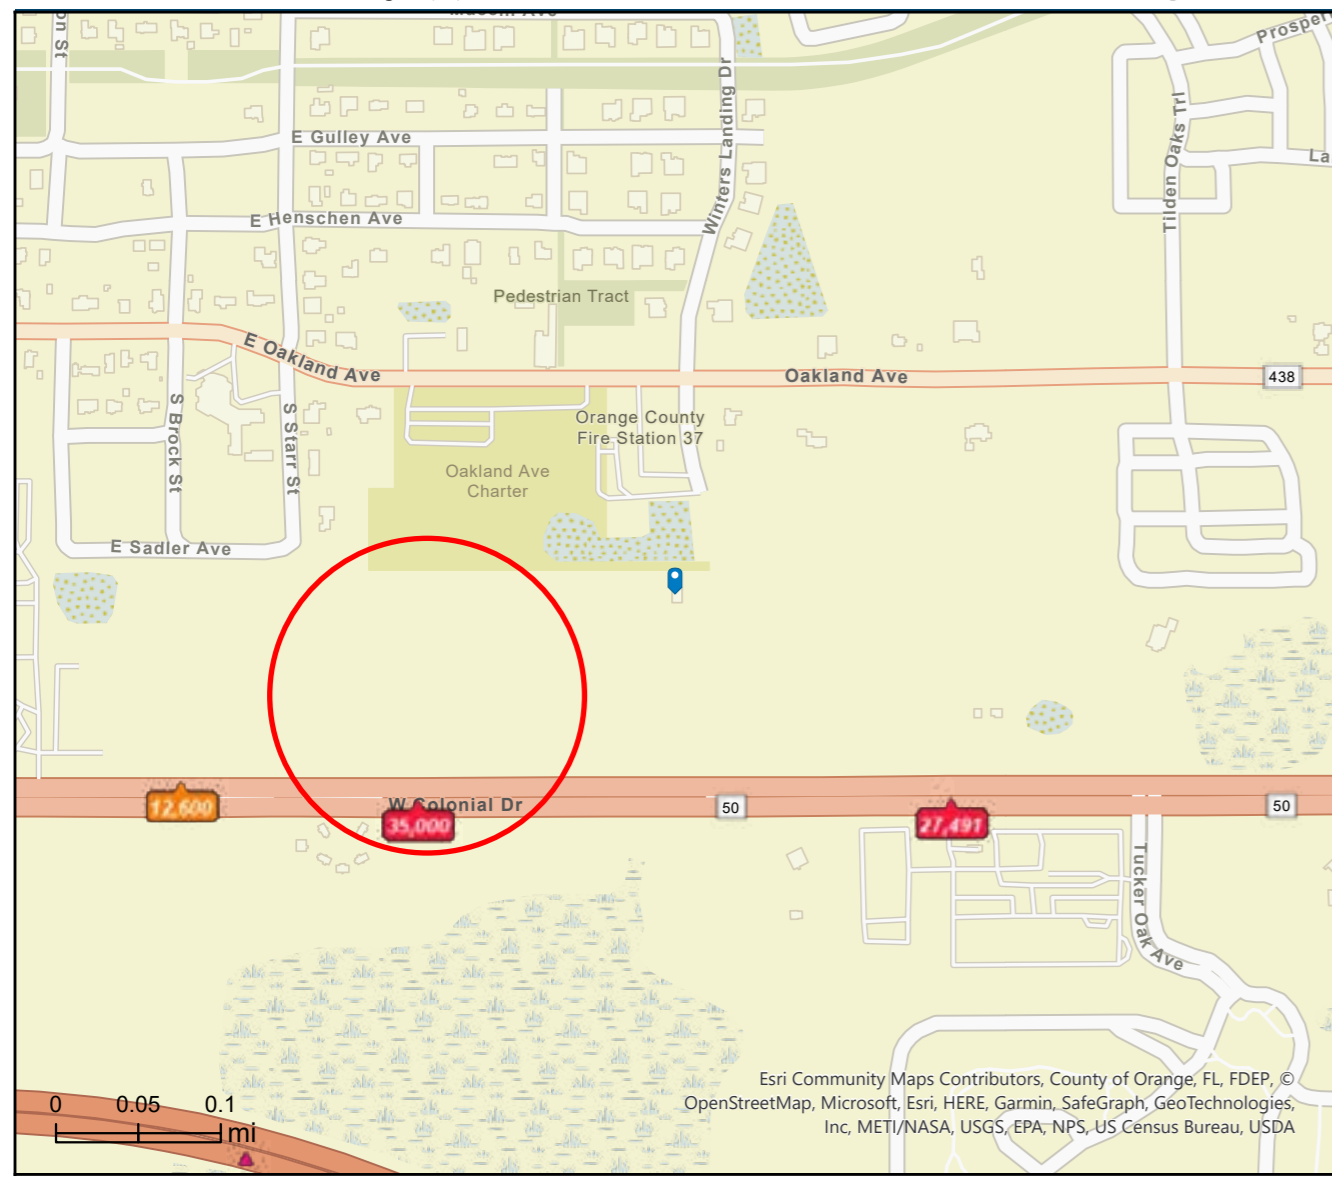 on St
E Gulley Ave
Winters Landing Dr
Prosper
Tilden Oaks Trl
La
E Henschen Ave
Pedestrian Tract
E Oakland Ave
Oakland Ave
438
S Brock St
S Starr St
Orange County
Fire Station 37
Oakland Ave
Charter
E Sadler Ave
12,600
W Colonial Dr
35,000
50
27,491
50
Tucker Oak Ave
0 0.05 0.1
mi
Esri Community Maps Contributors, County of Orange, FL, FDEP, ©
OpenStreetMap, Microsoft, Esri, HERE, Garmin, SafeGraph, GeoTechnologies,
Inc, METI/NASA, USGS, EPA, NPS, US Census Bureau, USDA